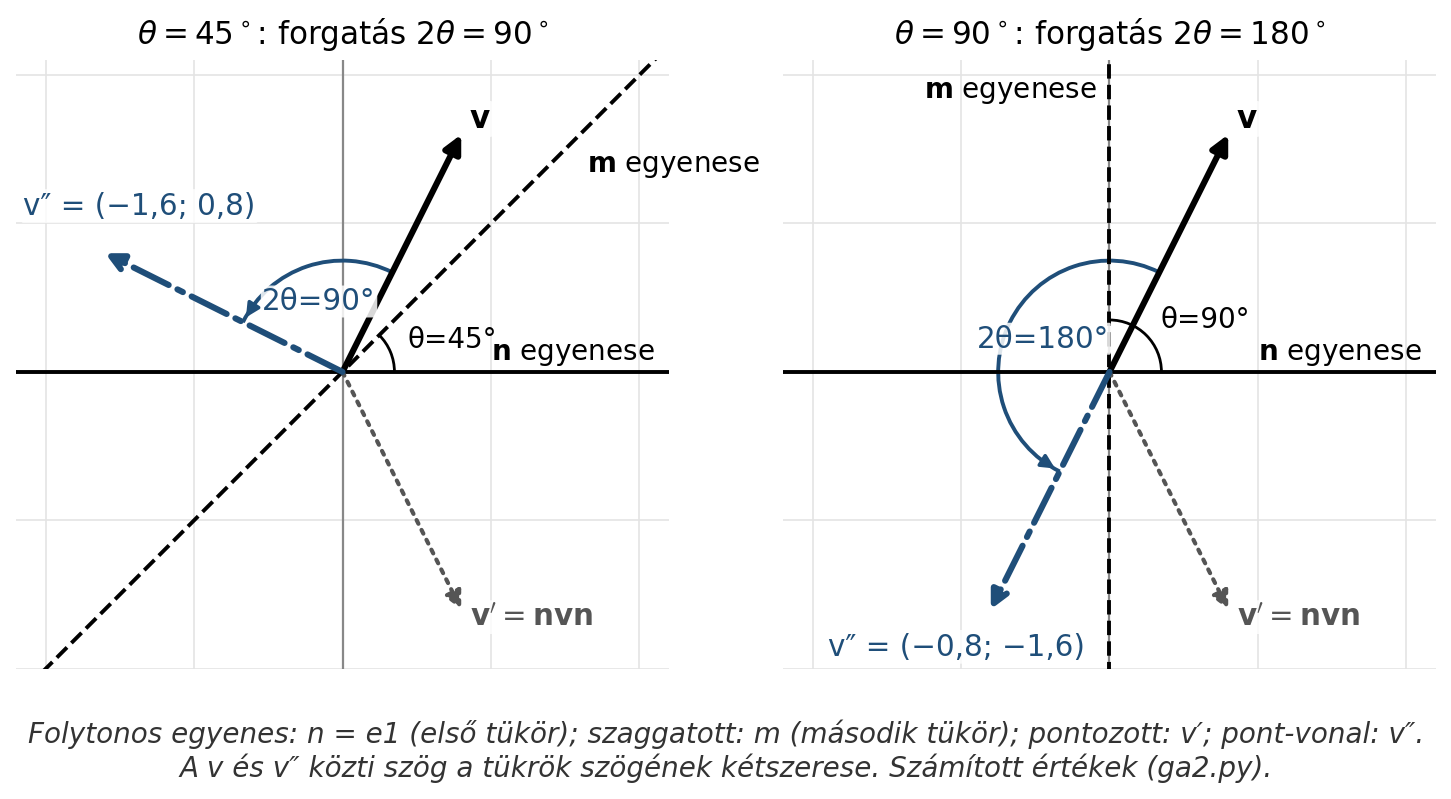 θ = 45°: forgatás 2θ = 90°
v
m egyenese
v″ = (−1,6; 0,8)
2θ=90°
θ=45°
n egyenese
v′ = nvn
θ = 90°: forgatás 2θ = 180°
m egyenese
v
θ=90°
2θ=180°
n egyenese
v′ = nvn
v″ = (−0,8; −1,6)
Folytonos egyenes: n = e1 (első tükör); szaggatott: m (második tükör); pontozott: v′; pont-vonal: v″.
A v és v″ közti szög a tükrök szögének kétszerese. Számított értékek (ga2.py).